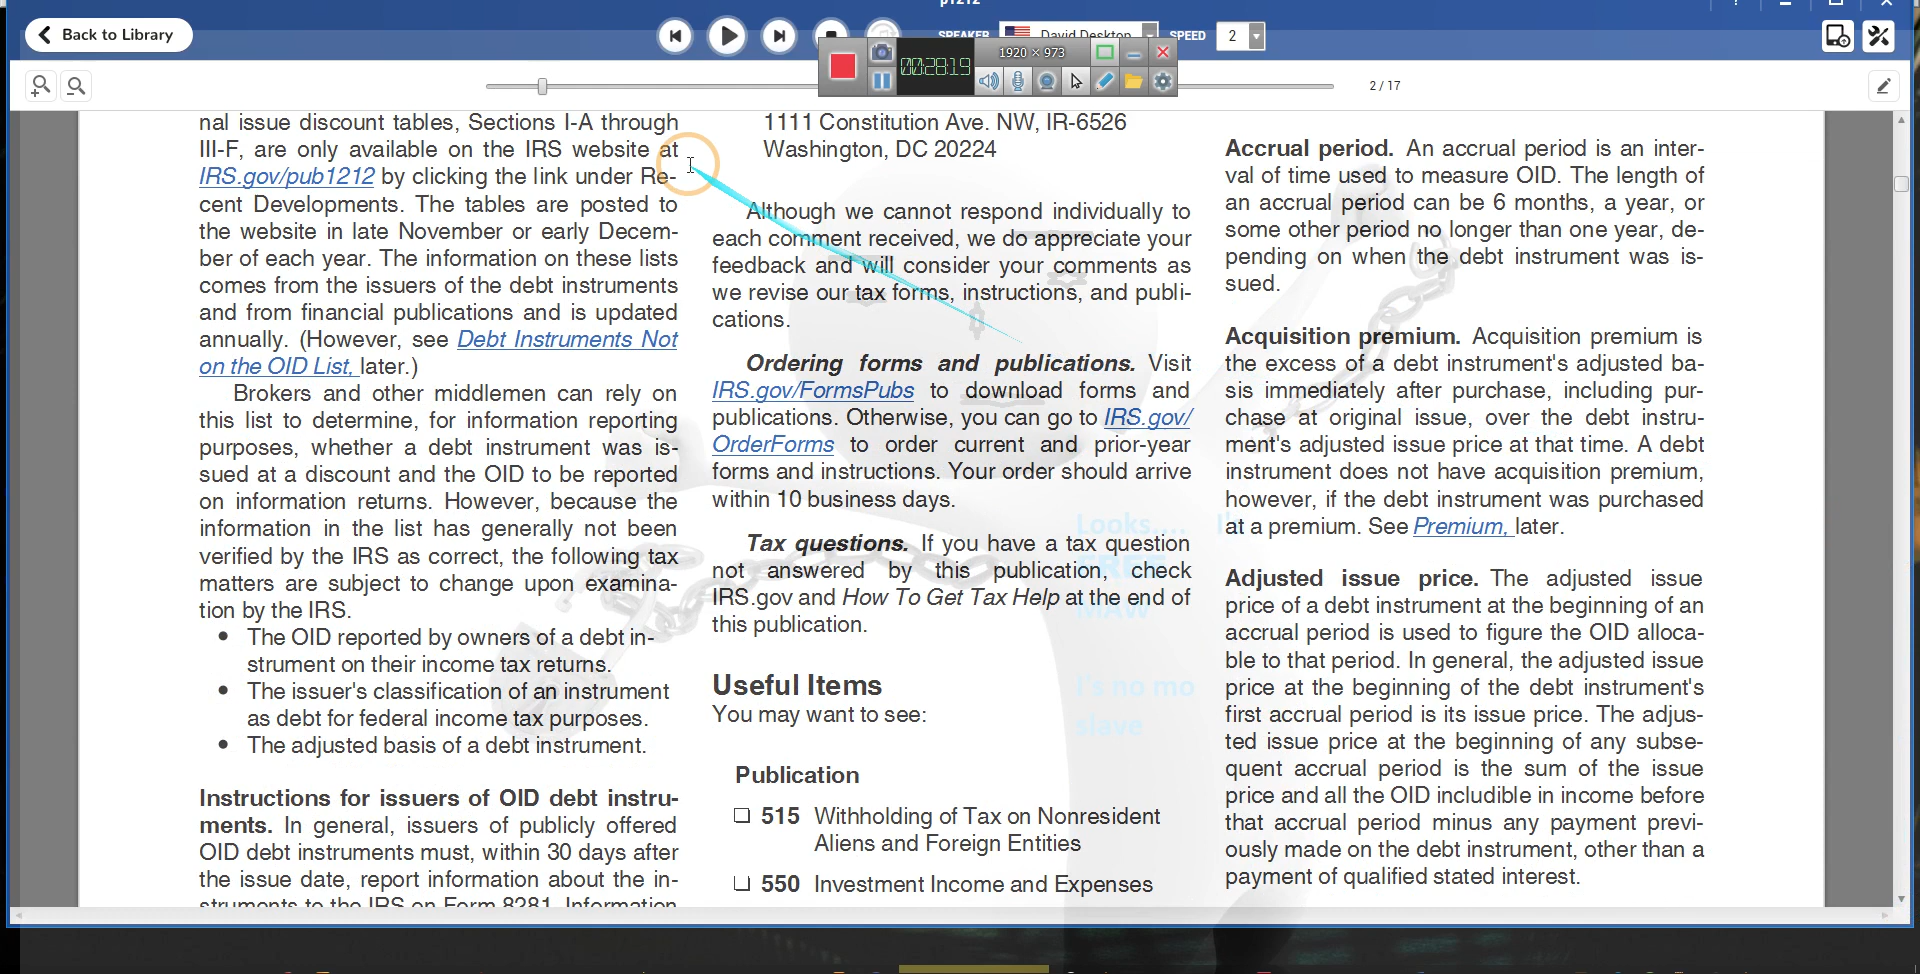 p1212
Back to Library
SPEAKER
David Desktop
SPEED
2
1920 × 973
00:28:19
2 / 17
nal issue discount tables, Sections I-A through
III-F, are only available on the IRS website at
IRS.gov/pub1212 by clicking the link under Re-
cent Developments. The tables are posted to
the website in late November or early Decem-
ber of each year. The information on these lists
comes from the issuers of the debt instruments
and from financial publications and is updated
annually. (However, see Debt Instruments Not
on the OID List, later.)
Brokers and other middlemen can rely on
this list to determine, for information reporting
purposes, whether a debt instrument was is-
sued at a discount and the OID to be reported
on information returns. However, because the
information in the list has generally not been
verified by the IRS as correct, the following tax
matters are subject to change upon examina-
tion by the IRS.
• The OID reported by owners of a debt in-
strument on their income tax returns.
• The issuer's classification of an instrument
as debt for federal income tax purposes.
• The adjusted basis of a debt instrument.
Instructions for issuers of OID debt instru-
ments. In general, issuers of publicly offered
OID debt instruments must, within 30 days after
the issue date, report information about the in-
struments to the IRS on Form 8281. Information
1111 Constitution Ave. NW, IR-6526
Washington, DC 20224
Although we cannot respond individually to
each comment received, we do appreciate your
feedback and will consider your comments as
we revise our tax forms, instructions, and publi-
cations.
Ordering forms and publications. Visit
IRS.gov/FormsPubs to download forms and
publications. Otherwise, you can go to IRS.gov/
OrderForms to order current and prior-year
forms and instructions. Your order should arrive
within 10 business days.
Tax questions. If you have a tax question
not answered by this publication, check
IRS.gov and How To Get Tax Help at the end of
this publication.
Useful Items
You may want to see:
Publication
515 Withholding of Tax on Nonresident
Aliens and Foreign Entities
550 Investment Income and Expenses
Accrual period. An accrual period is an inter-
val of time used to measure OID. The length of
an accrual period can be 6 months, a year, or
some other period no longer than one year, de-
pending on when the debt instrument was is-
sued.
Acquisition premium. Acquisition premium is
the excess of a debt instrument's adjusted ba-
sis immediately after purchase, including pur-
chase at original issue, over the debt instru-
ment's adjusted issue price at that time. A debt
instrument does not have acquisition premium,
however, if the debt instrument was purchased
at a premium. See Premium, later.
Adjusted issue price. The adjusted issue
price of a debt instrument at the beginning of an
accrual period is used to figure the OID alloca-
ble to that period. In general, the adjusted issue
price at the beginning of the debt instrument's
first accrual period is its issue price. The adjus-
ted issue price at the beginning of any subse-
quent accrual period is the sum of the issue
price and all the OID includible in income before
that accrual period minus any payment previ-
ously made on the debt instrument, other than a
payment of qualified stated interest.
Looks....
FREE
MAW
I's no mo
slave